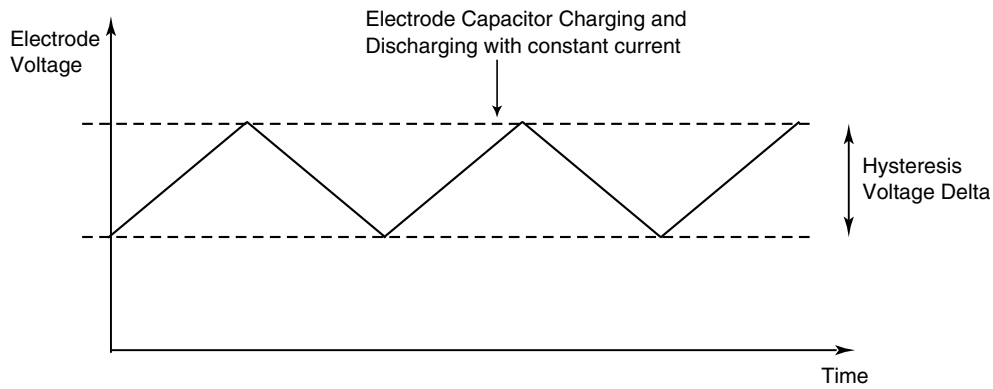 Electrode Capacitor Charging and
Discharging with constant current
Electrode
Voltage
Hysteresis
Voltage Delta
Time